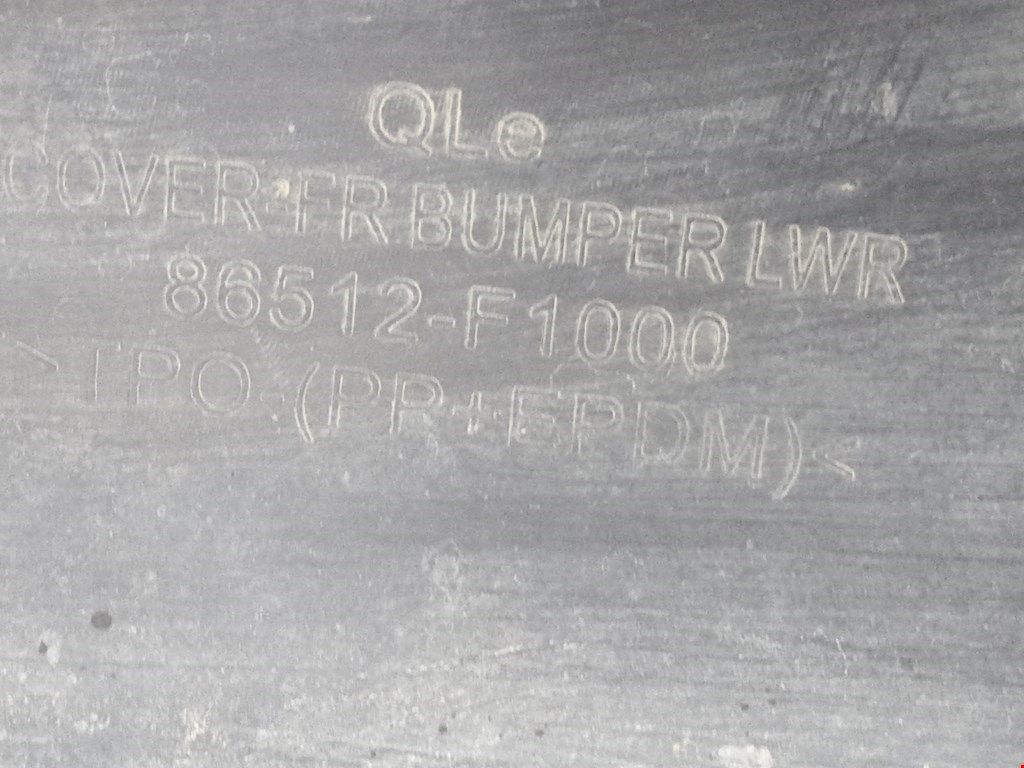 QLe
COVER-FR BUMPER LWR
86512-F1000
>TPO-(PP+EPDM)<